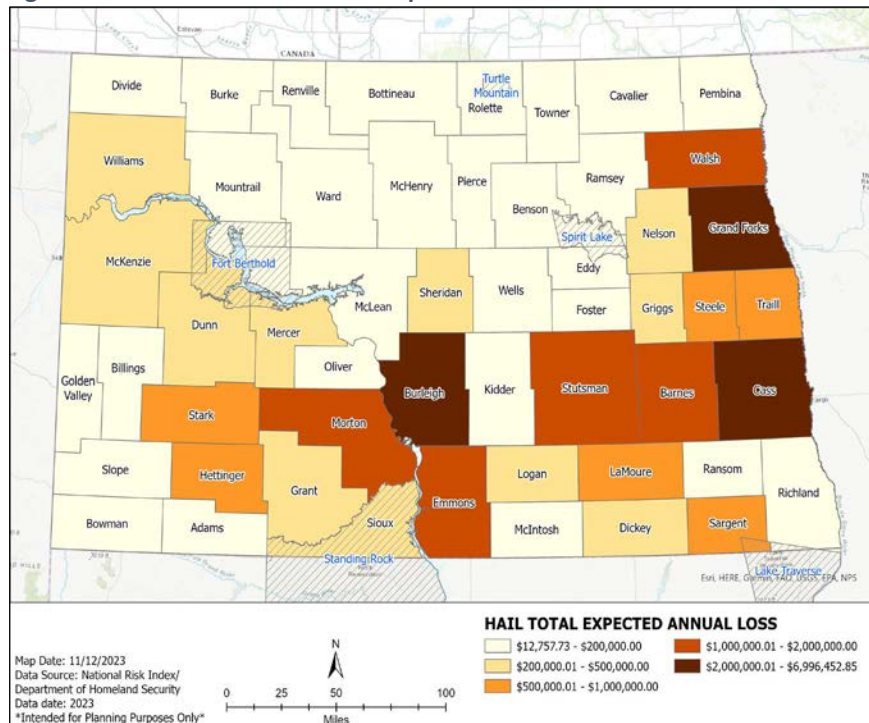 CANADA
Divide
Burke
Renville
Bottineau
Turtle
Mountain
Rolette
Towner
Cavalier
Pembina
Williams
Mountrail
Ward
McHenry
Pierce
Benson
Ramsey
Walsh
Spirit Lake
Nelson
Grand Forks
McKenzie
Fort Berthold
McLean
Sheridan
Wells
Eddy
Foster
Griggs
Steele
Traill
Dunn
Mercer
Oliver
Golden
Valley
Billings
Stark
Morton
Burleigh
Kidder
Stutsman
Barnes
Cass
Slope
Hettinger
Grant
Emmons
Logan
LaMoure
Ransom
Richland
Bowman
Adams
Sioux
McIntosh
Dickey
Sargent
Standing Rock
Lake Traverse
Esri, HERE, Garmin, FAO, USGS, EPA, NPS
HAIL TOTAL EXPECTED ANNUAL LOSS
$12,757.73 - $200,000.00
$200,000.01 - $500,000.00
$500,000.01 - $1,000,000.00
$1,000,000.01 - $2,000,000.00
$2,000,000.01 - $6,996,452.85
Map Date: 11/12/2023
Data Source: National Risk Index/
Department of Homeland Security
Data date: 2023
*Intended for Planning Purposes Only*
N
0 25 50 100
Miles